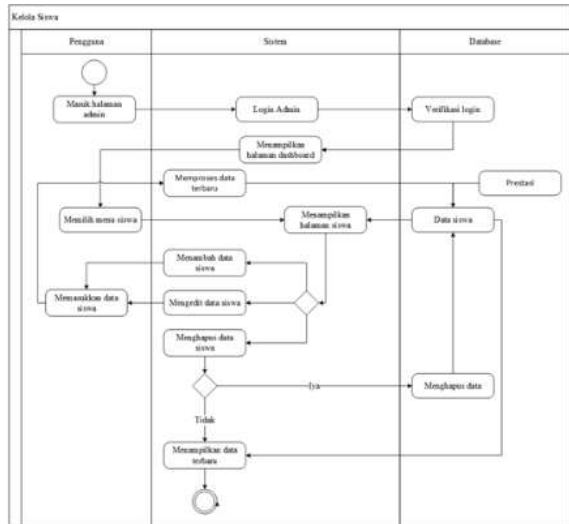 Kelola Siswa
Pengguna
Sistem
Database
Masuk halaman
admin
Login Admin
Verifikasi login
Menampilkan
halaman dashboard
Memproses data
terbaru
Prestasi
Memilih menu siswa
Menampilkan
halaman siswa
Data siswa
Menambah data
siswa
Memasukkan data
siswa
Mengedit data siswa
Menghapus data
siswa
Iya
Menghapus data
Tidak
Menampilkan data
terbaru